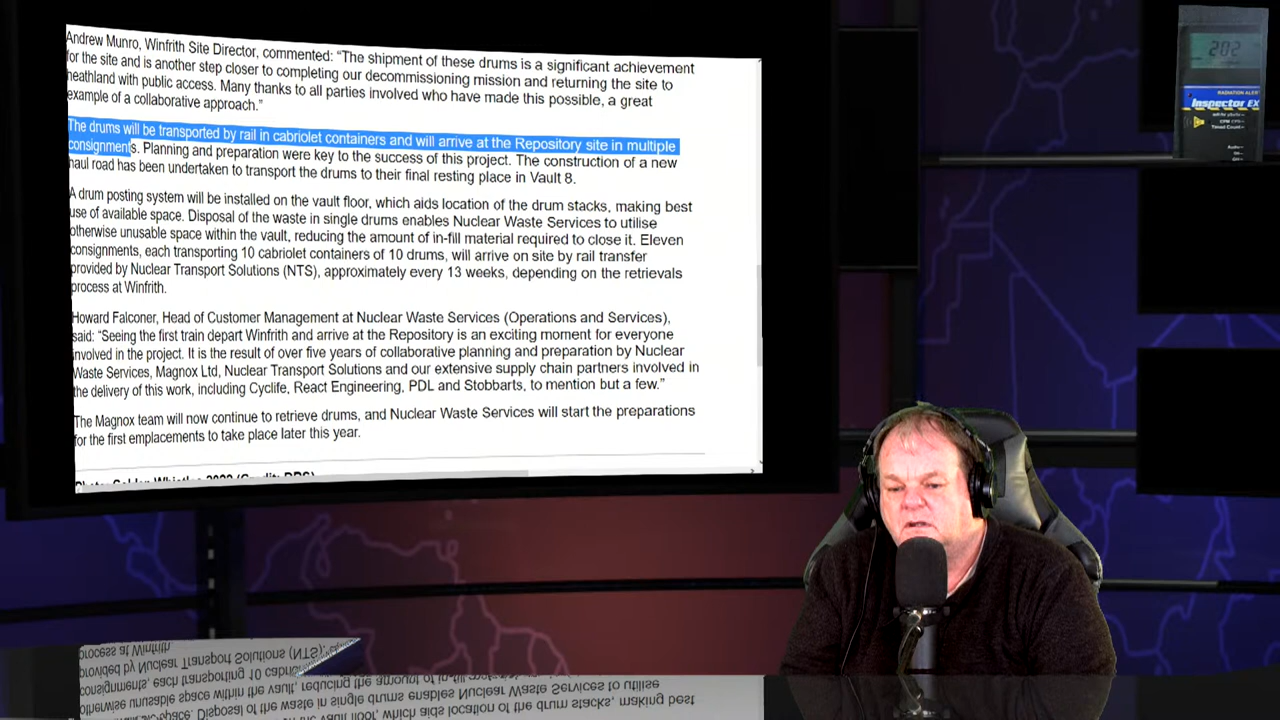 Andrew Munro, Winfrith Site Director, commented: “The shipment of these drums is a significant achievement
for the site and is another step closer to completing our decommissioning mission and returning the site to
heathland with public access. Many thanks to all parties involved who have made this possible, a great
example of a collaborative approach.”
The drums will be transported by rail in cabriolet containers and will arrive at the Repository site in multiple
consignments. Planning and preparation were key to the success of this project. The construction of a new
haul road has been undertaken to transport the drums to their final resting place in Vault 8.
A drum posting system will be installed on the vault floor, which aids location of the drum stacks, making best
use of available space. Disposal of the waste in single drums enables Nuclear Waste Services to utilise
otherwise unusable space within the vault, reducing the amount of in-fill material required to close it. Eleven
consignments, each transporting 10 cabriolet containers of 10 drums, will arrive on site by rail transfer
provided by Nuclear Transport Solutions (NTS), approximately every 13 weeks, depending on the retrievals
process at Winfrith.
Howard Falconer, Head of Customer Management at Nuclear Waste Services (Operations and Services),
said: “Seeing the first train depart Winfrith and arrive at the Repository is an exciting moment for everyone
involved in the project. It is the result of over five years of collaborative planning and preparation by Nuclear
Waste Services, Magnox Ltd, Nuclear Transport Solutions and our extensive supply chain partners involved in
the delivery of this work, including Cyclife, React Engineering, PDL and Stobbarts, to mention but a few.”
The Magnox team will now continue to retrieve drums, and Nuclear Waste Services will start the preparations
for the first emplacements to take place later this year.
202
RADIATION ALERT
Inspector EX